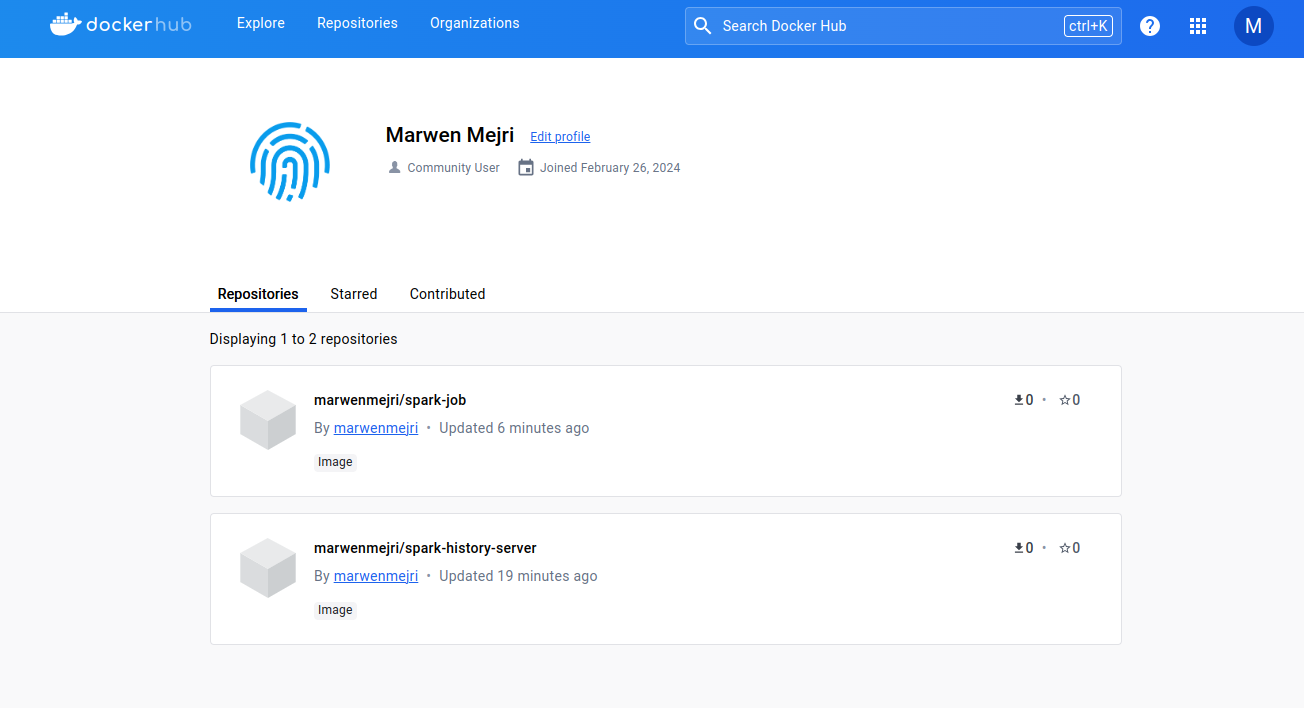 dockerhub Explore Repositories Organizations Search Docker Hub ctrl+K ? M
Marwen Mejri Edit profile
Community User Joined February 26, 2024
Repositories Starred Contributed
Displaying 1 to 2 repositories
marwenmejri/spark-job 0 • 0
By marwenmejri • Updated 6 minutes ago
Image
marwenmejri/spark-history-server 0 • 0
By marwenmejri • Updated 19 minutes ago
Image